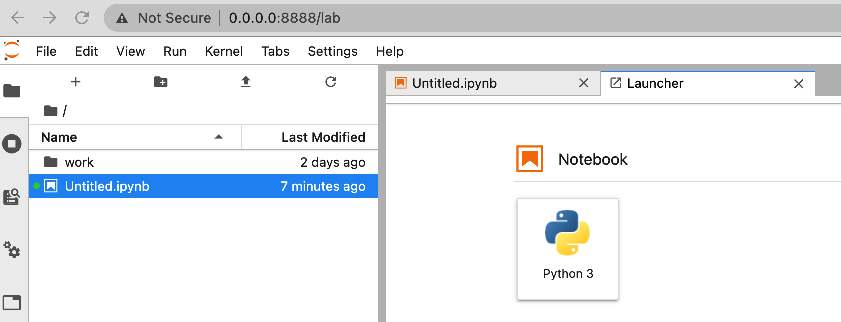 Not Secure | 0.0.0.0:8888/lab
File Edit View Run Kernel Tabs Settings Help
Untitled.ipynb Launcher
/
Name Last Modified
work 2 days ago
Untitled.ipynb 7 minutes ago
Notebook
Python 3